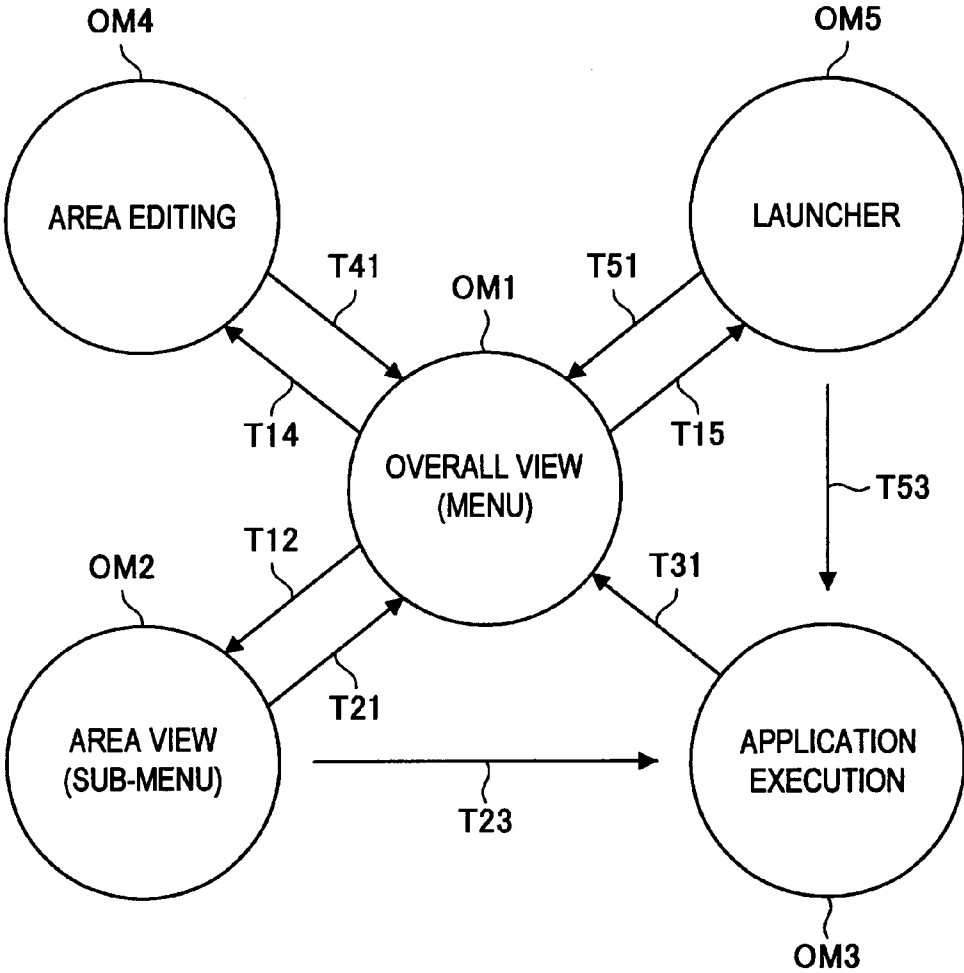 OM4
OM5
AREA EDITING
LAUNCHER
T41
OM1
T51
T14
T15
OVERALL VIEW
(MENU)
T53
OM2
T12
T31
T21
AREA VIEW
(SUB-MENU)
APPLICATION
EXECUTION
T23
OM3